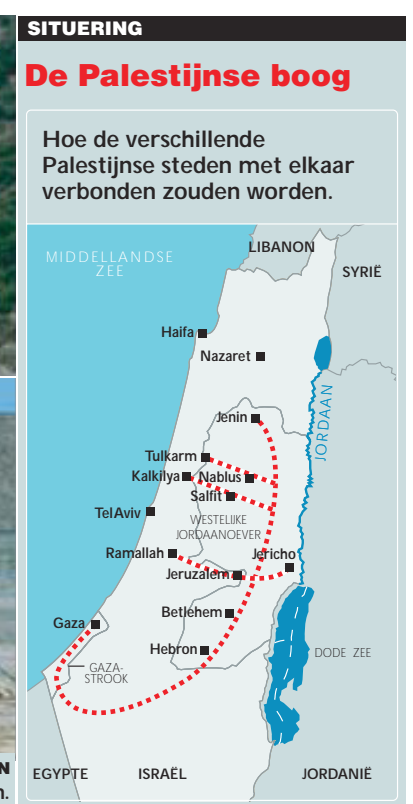 SITUERING
De Palestijnse boog
Hoe de verschillende
Palestijnse steden met elkaar
verbonden zouden worden.
MIDDELLANDSE
ZEE
LIBANON
SYRIË
Haifa
Nazaret
JORDAAN
Jenin
Tulkarm
Kalkilya
Nablus
Salfit
Tel Aviv
WESTELIJKE
JORDAANOEVER
Ramallah
Jericho
Jeruzalem
Betlehem
Gaza
Hebron
DODE ZEE
GAZA-
STROOK
EGYPTE
ISRAËL
JORDANIË
N
n.